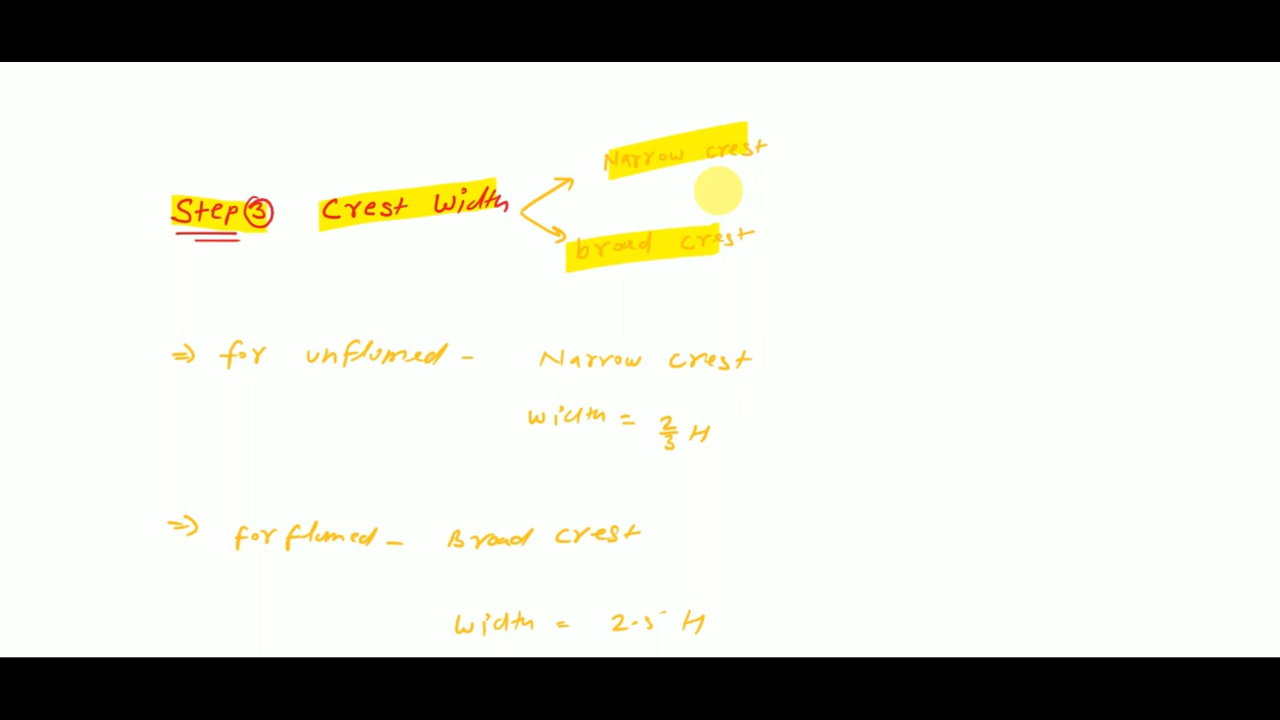 Narrow crest
Step ③ Crest Width
broad crest
⇒ for unflumed - Narrow crest
width = 2/3 H
⇒ for flumed - Broad crest
width = 2.5 H